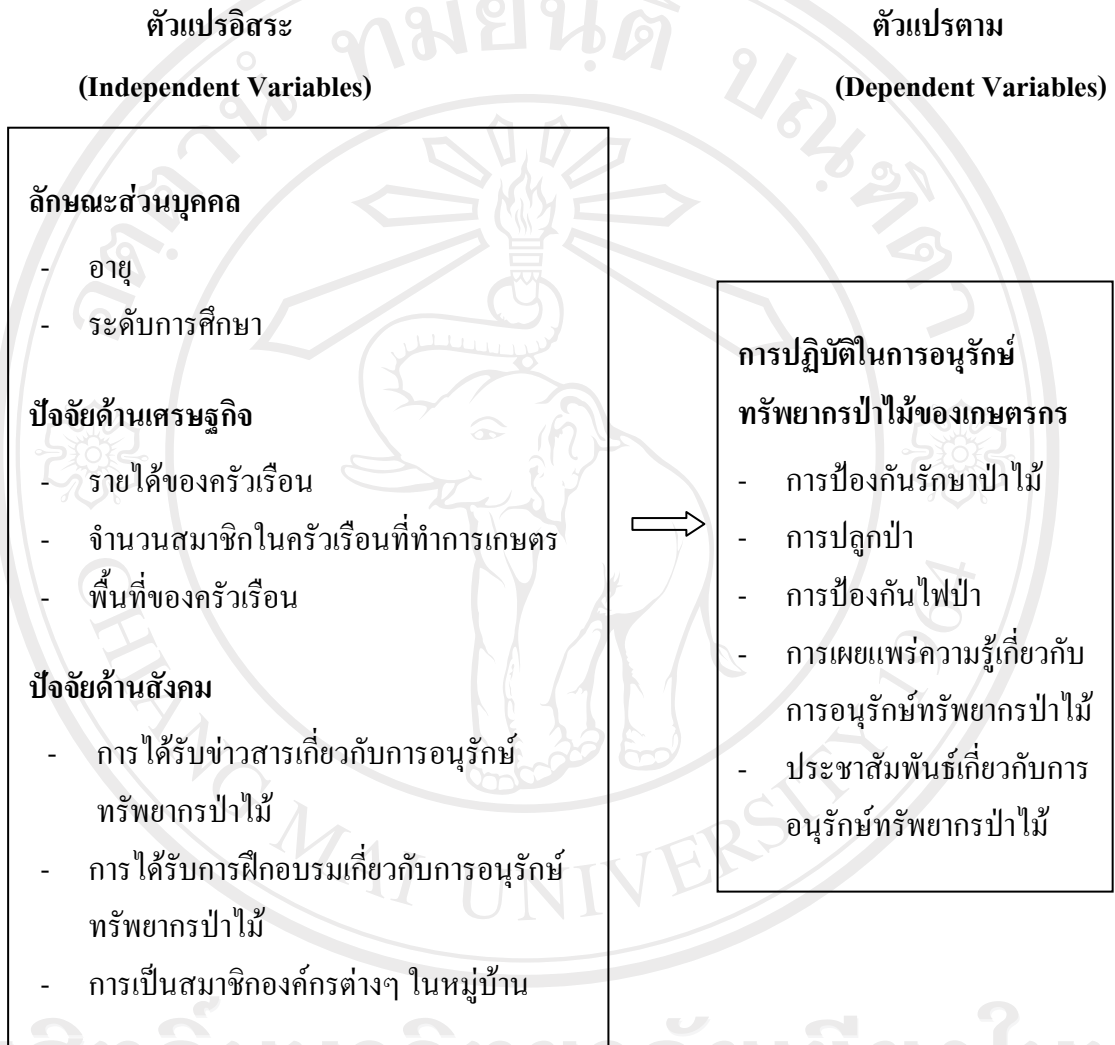 ตัวแปรอิสระ
(Independent Variables)
ตัวแปรตาม
(Dependent Variables)
ลักษณะส่วนบุคคล
- อายุ
- ระดับการศึกษา
ปัจจัยด้านเศรษฐกิจ
- รายได้ของครัวเรือน
- จำนวนสมาชิกในครัวเรือนที่ทำการเกษตร
- พื้นที่ของครัวเรือน
ปัจจัยด้านสังคม
- การได้รับข่าวสารเกี่ยวกับการอนุรักษ์
ทรัพยากรป่าไม้
- การได้รับการฝึกอบรมเกี่ยวกับการอนุรักษ์
ทรัพยากรป่าไม้
- การเป็นสมาชิกองค์กรต่างๆ ในหมู่บ้าน
การปฏิบัติในการอนุรักษ์
ทรัพยากรป่าไม้ของเกษตรกร
- การป้องกันรักษาป่าไม้
- การปลูกป่า
- การป้องกันไฟป่า
- การเผยแพร่ความรู้เกี่ยวกับ
การอนุรักษ์ทรัพยากรป่าไม้
- ประชาสัมพันธ์เกี่ยวกับการ
อนุรักษ์ทรัพยากรป่าไม้
CHIANG MAI UNIVERSITY 1964